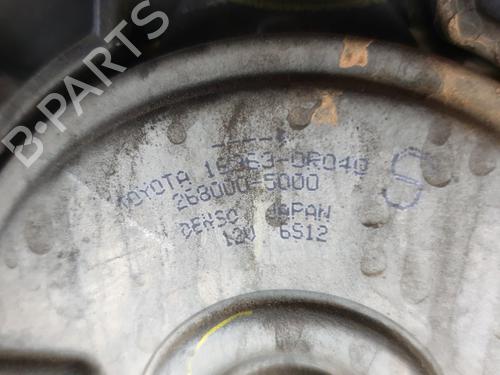 TOYOTA 16363-0R040
268000-5000
DENSO JAPAN
12V 6512
S
B-PARTS